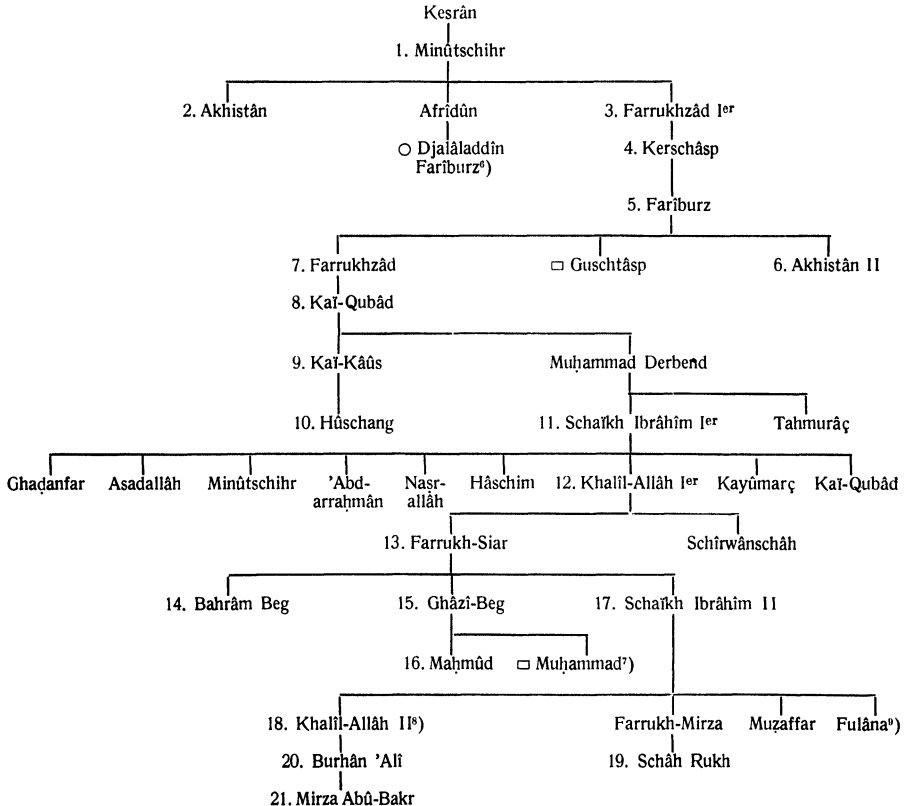 Kesrân
1. Minûtschihr
2. Akhistân Afrîdûn 3. Farrukhzâd Iᵉʳ
○ Djalâladdîn 4. Kerschâsp
Farîburz⁶)
5. Farîburz
7. Farrukhzâd ▭ Guschtâsp 6. Akhistân II
8. Kaï-Qubâd
9. Kaï-Kâûs Muḥammad Derbend
10. Hûschang 11. Schaïkh Ibrâhîm Iᵉʳ Tahmurâç
Ghaḍanfar Asadallâh Minûtschihr 'Abd- Naṣr- Hâschim 12. Khalîl-Allâh Iᵉʳ Kayûmarç Kaï-Qubâd
arraḥmân allâh
13. Farrukh-Siar Schîrwânschâh
14. Bahrâm Beg 15. Ghâzî-Beg 17. Schaïkh Ibrâhîm II
16. Maḥmûd ▭ Muḥammad⁷)
18. Khalîl-Allâh II⁸) Farrukh-Mirza Muẓaffar Fulâna⁹)
20. Burhân 'Alî 19. Schâh Rukh
21. Mirza Abû-Bakr